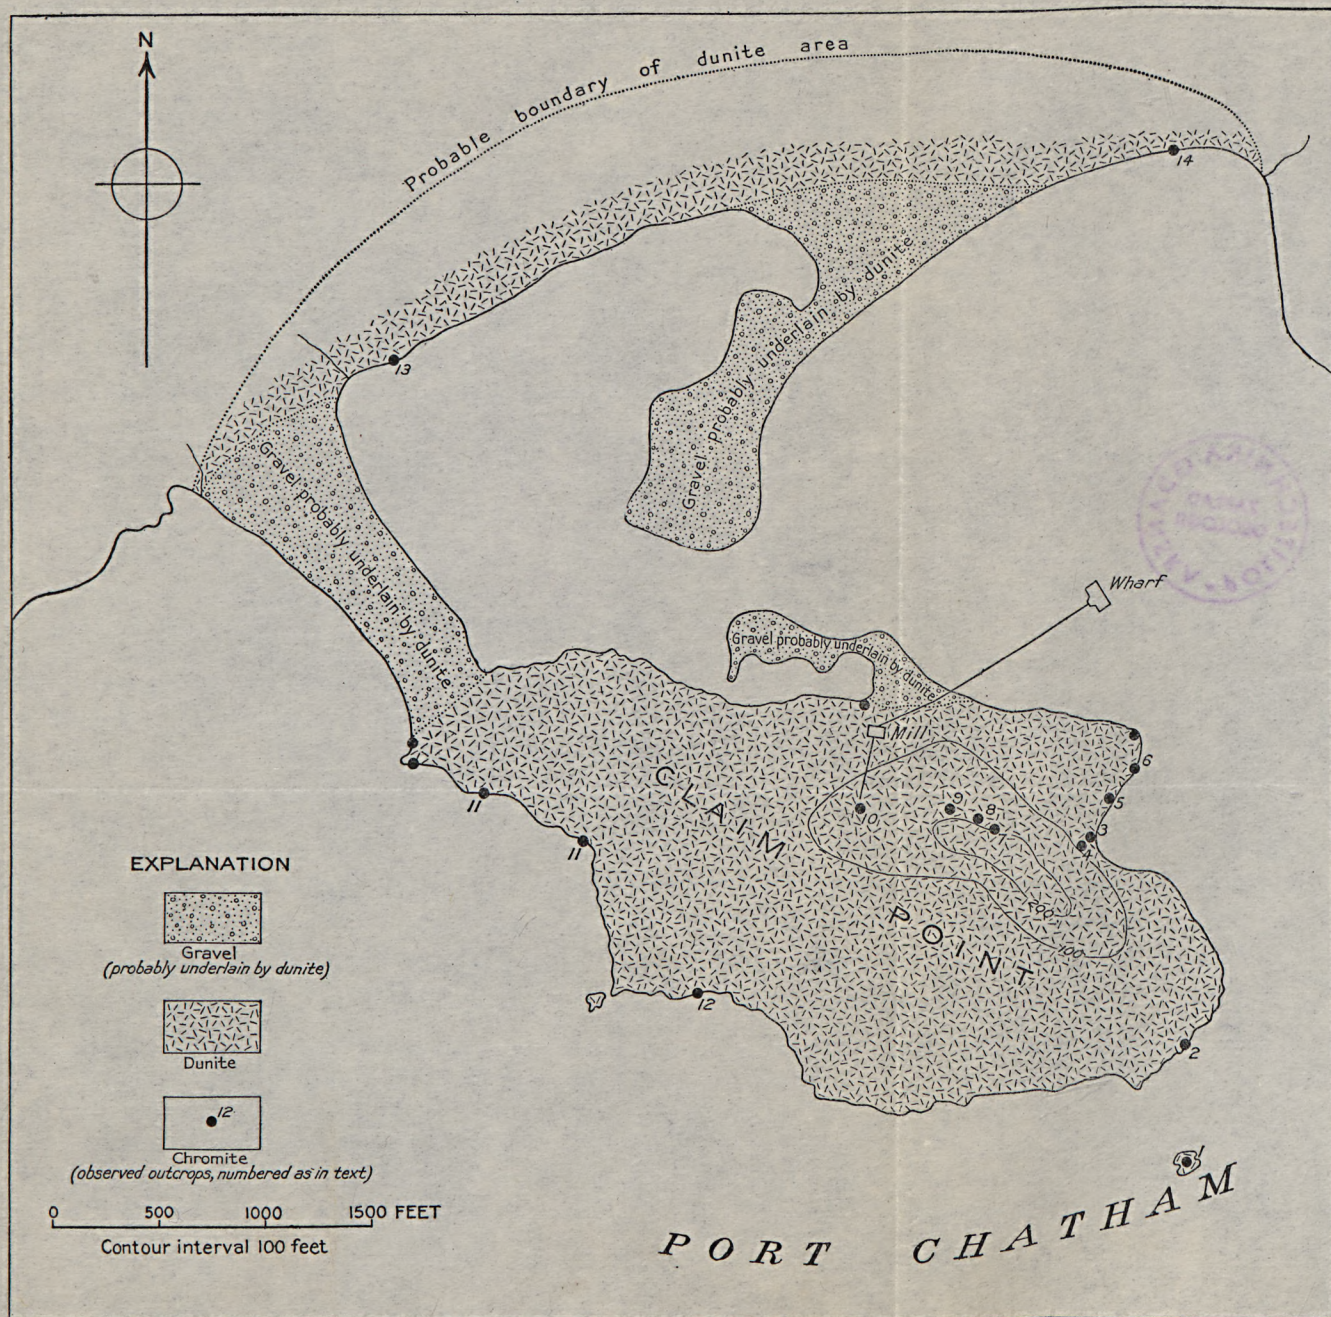 N
Probable boundary of dunite area
14
Gravel probably underlain by dunite
13
Gravel probably underlain by dunite
Wharf
Gravel probably underlain by dunite
Mill
CLAIM
POINT
6
5
3
4
9
8
7
10
11
11
200
100
12
2
EXPLANATION
Gravel
(probably underlain by dunite)
Dunite
12
Chromite
(observed outcrops, numbered as in text)
0 500 1000 1500 FEET
Contour interval 100 feet
1
PORT CHATHAM